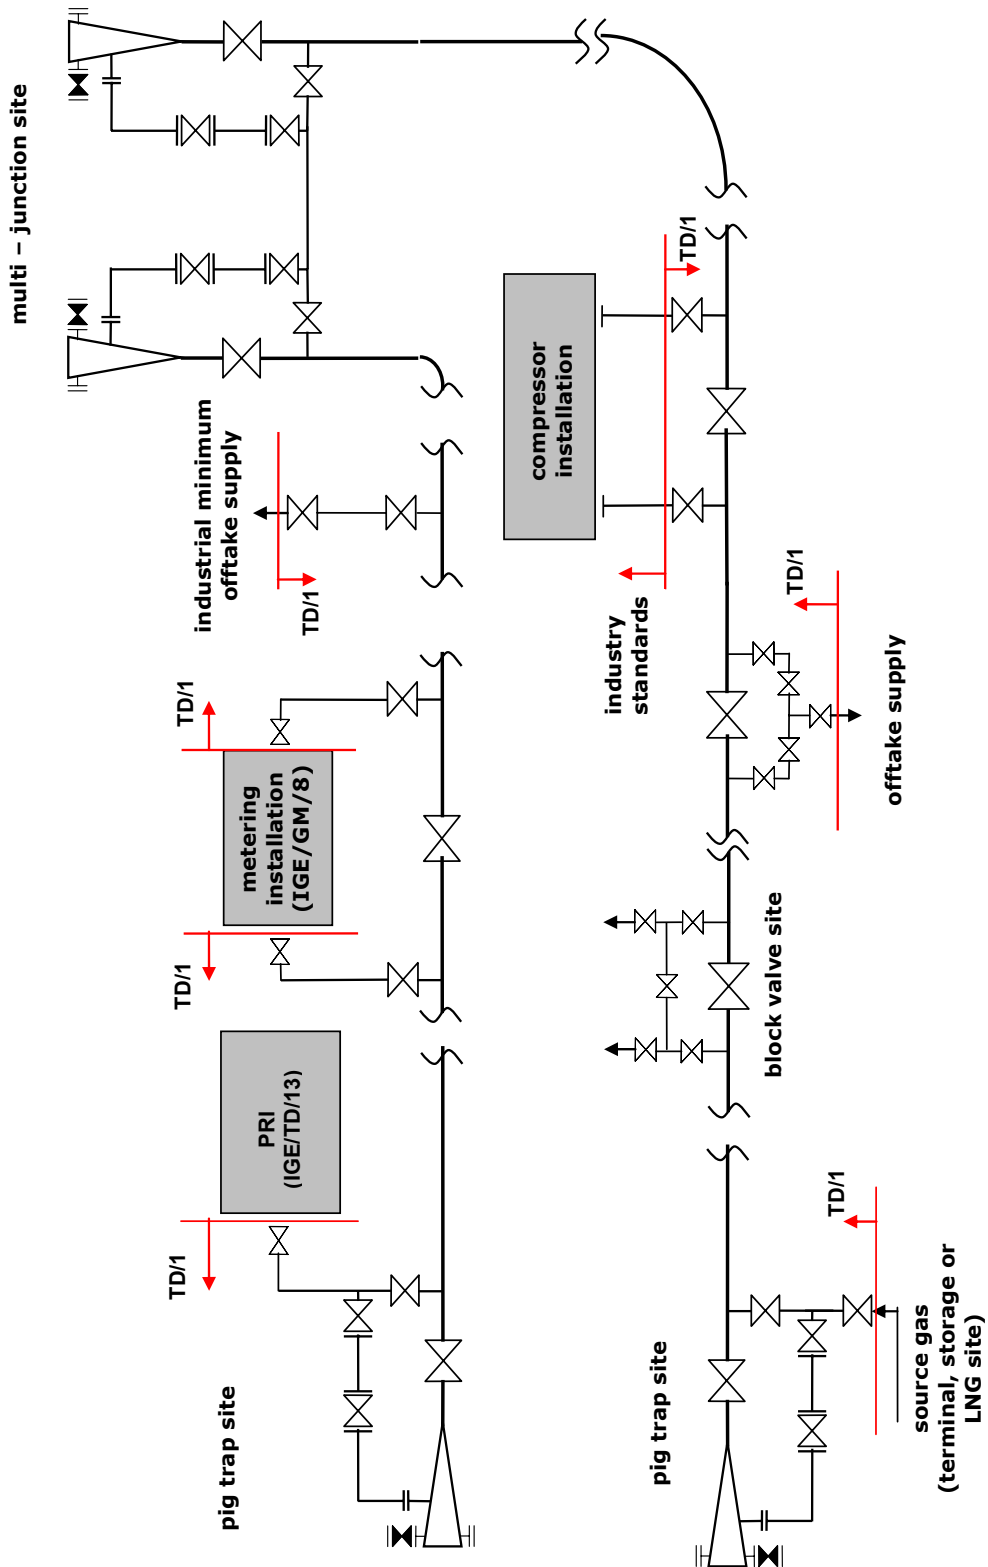 multi – junction site
industrial minimum
offtake supply
TD/1
TD/1
metering
installation
(IGE/GM/8)
TD/1
PRI
(IGE/TD/13)
TD/1
pig trap site
compressor
installation
TD/1
industry
standards
TD/1
offtake supply
block valve site
TD/1
pig trap site
source gas
(terminal, storage or
LNG site)